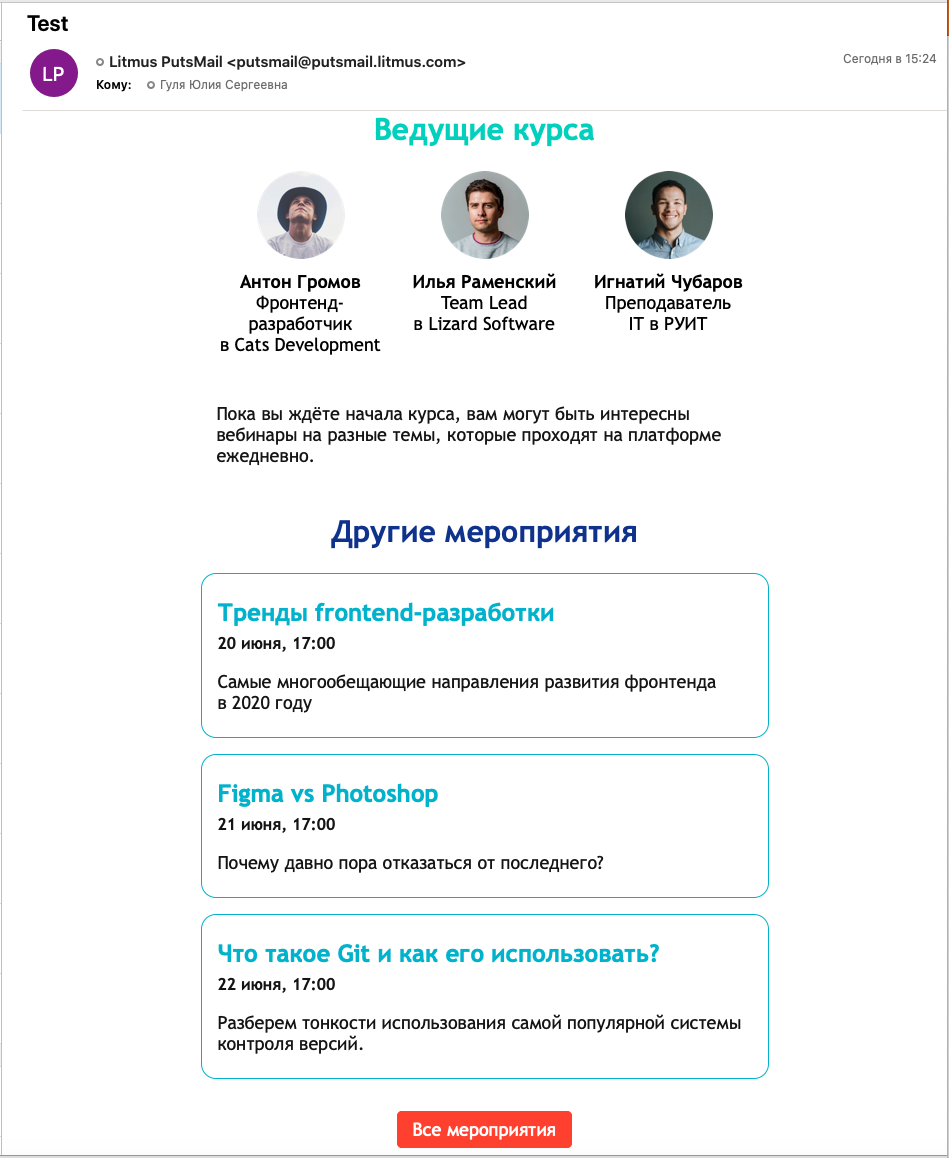 Test
LP
Litmus PutsMail <putsmail@putsmail.litmus.com>
Сегодня в 15:24
Кому: Гуля Юлия Сергеевна
Ведущие курса
Антон Громов
Фронтенд-
разработчик
в Cats Development
Илья Раменский
Team Lead
в Lizard Software
Игнатий Чубаров
Преподаватель
IT в РУИТ
Пока вы ждёте начала курса, вам могут быть интересны
вебинары на разные темы, которые проходят на платформе
ежедневно.
Другие мероприятия
Тренды frontend-разработки
20 июня, 17:00
Самые многообещающие направления развития фронтенда
в 2020 году
Figma vs Photoshop
21 июня, 17:00
Почему давно пора отказаться от последнего?
Что такое Git и как его использовать?
22 июня, 17:00
Разберем тонкости использования самой популярной системы
контроля версий.
Все мероприятия